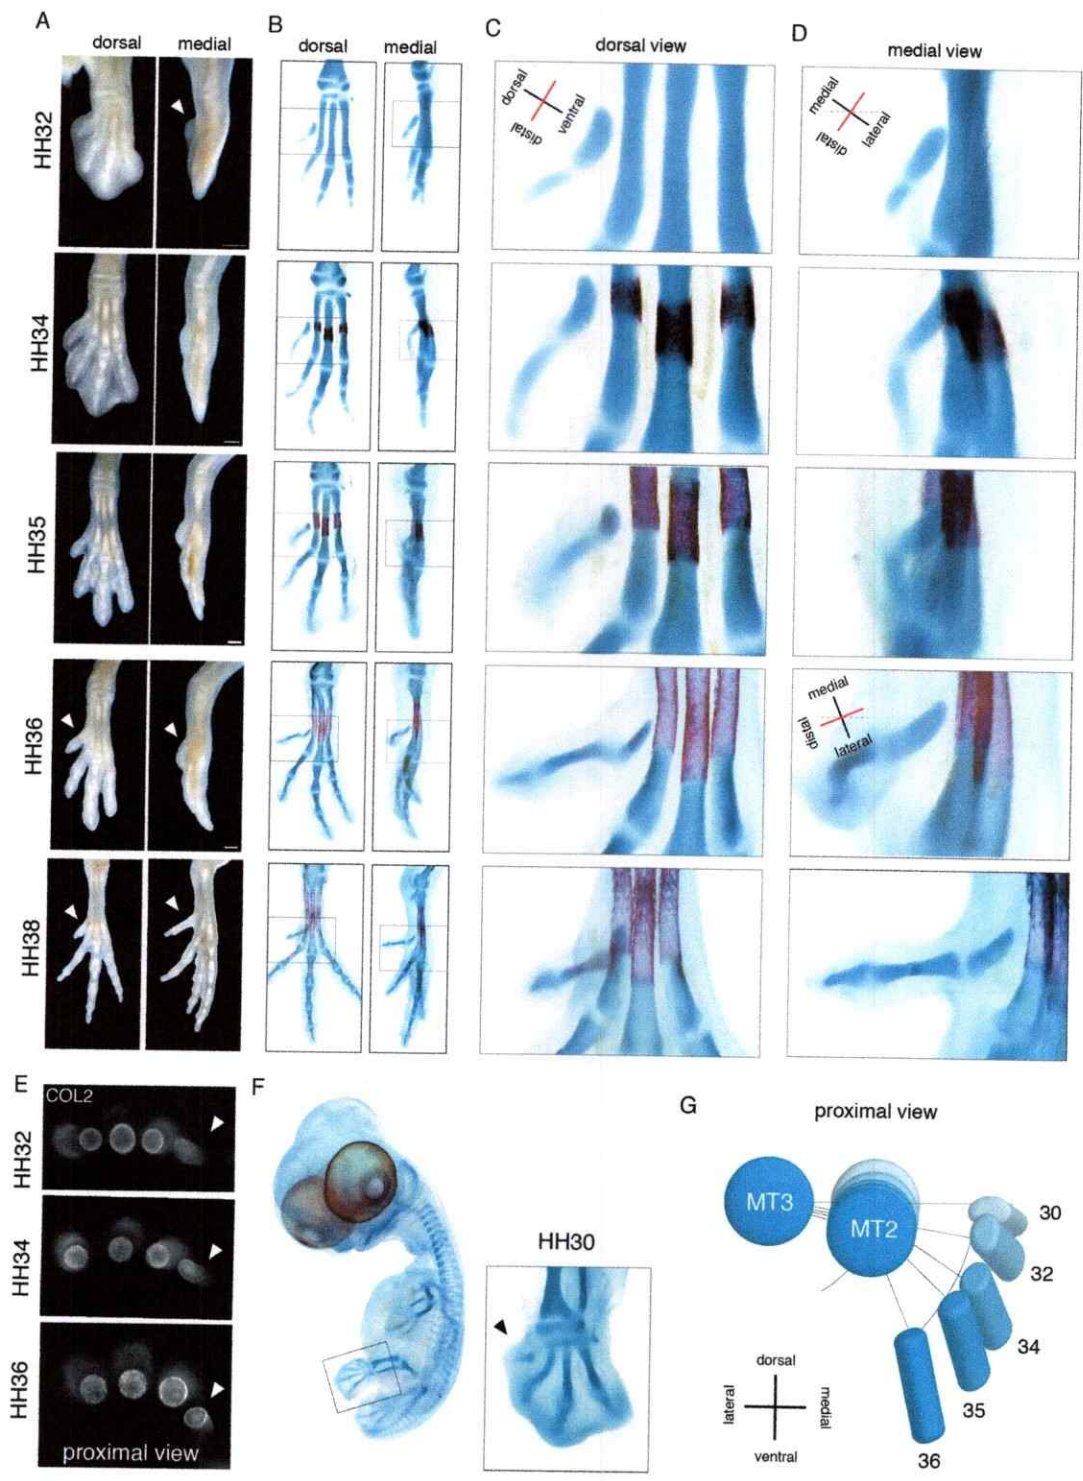 A
dorsal
medial
B
dorsal
medial
C
dorsal view
D
medial view
HH32
dorsal
ventral
distal
medial
lateral
distal
HH34
HH35
HH36
medial
distal
lateral
HH38
E
COL2
HH32
HH34
HH36
proximal view
F
HH30
G
proximal view
MT3
MT2
30
32
34
35
36
dorsal
lateral
medial
ventral